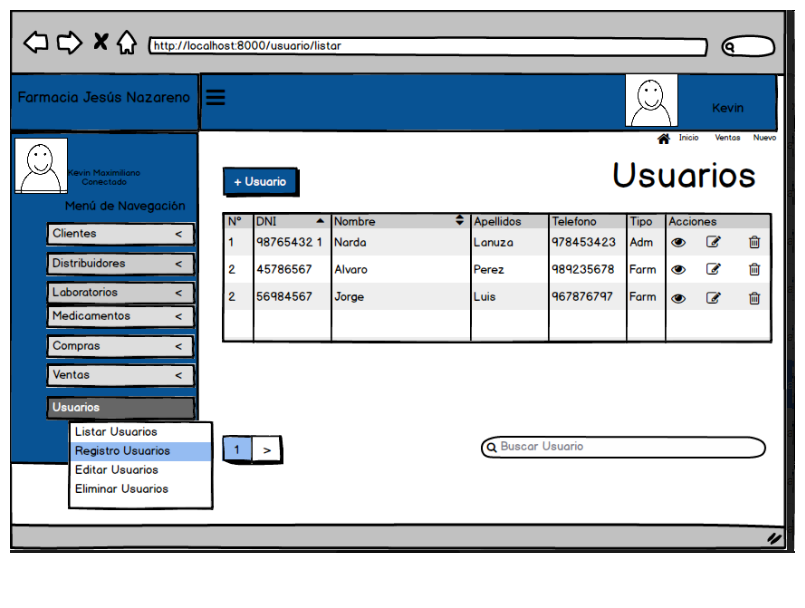 http://localhost:8000/usuario/listar
Farmacia Jesús Nazareno
Kevin
Inicio Ventas Nuevo
Kevin Maximiliano
Conectado
Menú de Navegación
+ Usuario
Usuarios
Clientes <
Distribuidores <
Laboratorios <
Medicamentos <
Compras <
Ventas <
Usuarios
Listar Usuarios
Registro Usuarios
Editar Usuarios
Eliminar Usuarios
N° DNI Nombre Apellidos Telefono Tipo Acciones
1 98765432 1 Narda Lanuza 978453423 Adm
2 45786567 Alvaro Perez 989235678 Farm
2 56984567 Jorge Luis 967876797 Farm
1 >
Buscar Usuario